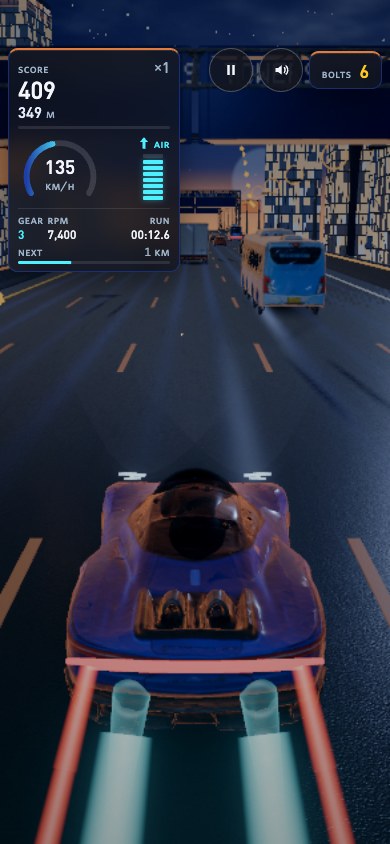 SCORE ×1
409
349 M
AIR
135
KM/H
GEAR RPM RUN
3 7,400 00:12.6
NEXT 1 KM
BOLTS 6